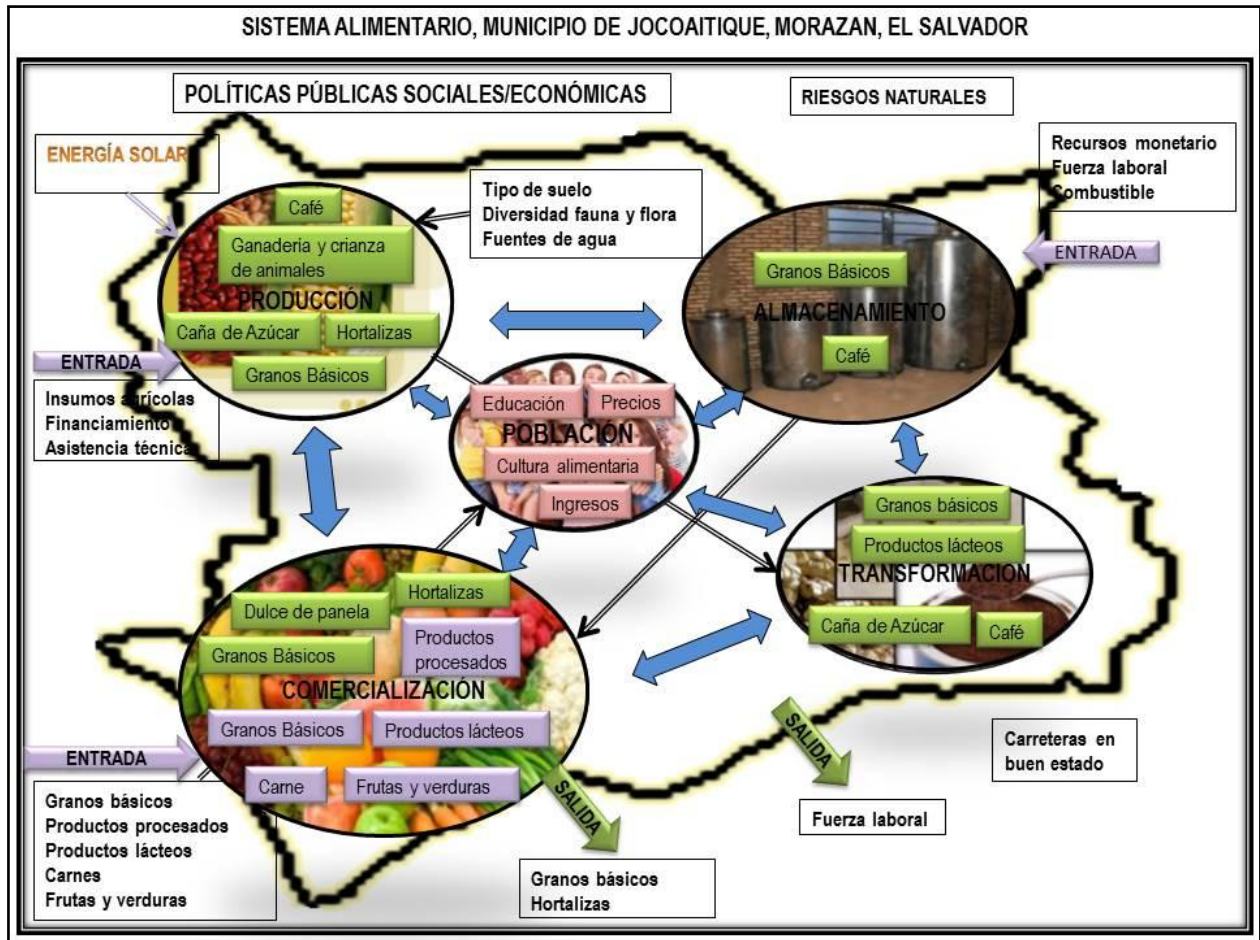 SISTEMA ALIMENTARIO, MUNICIPIO DE JOCOAITIQUE, MORAZAN, EL SALVADOR
POLÍTICAS PÚBLICAS SOCIALES/ECONÓMICAS
RIESGOS NATURALES
ENERGÍA SOLAR
Recursos monetario
Fuerza laboral
Combustible
ENTRADA
Tipo de suelo
Diversidad fauna y flora
Fuentes de agua
Café
Ganadería y crianza
de animales
PRODUCCIÓN
Caña de Azúcar
Hortalizas
Granos Básicos
ENTRADA
Insumos agrícolas
Financiamiento
Asistencia técnica
Granos Básicos
ALMACENAMIENTO
Café
Educación
Precios
POBLACIÓN
Cultura alimentaria
Ingresos
Granos básicos
Productos lácteos
TRANSFORMACION
Caña de Azúcar
Café
Hortalizas
Dulce de panela
Productos
procesados
Granos Básicos
COMERCIALIZACIÓN
Granos Básicos
Productos lácteos
Carne
Frutas y verduras
ENTRADA
Granos básicos
Productos procesados
Productos lácteos
Carnes
Frutas y verduras
SALIDA
Granos básicos
Hortalizas
SALIDA
Fuerza laboral
Carreteras en
buen estado